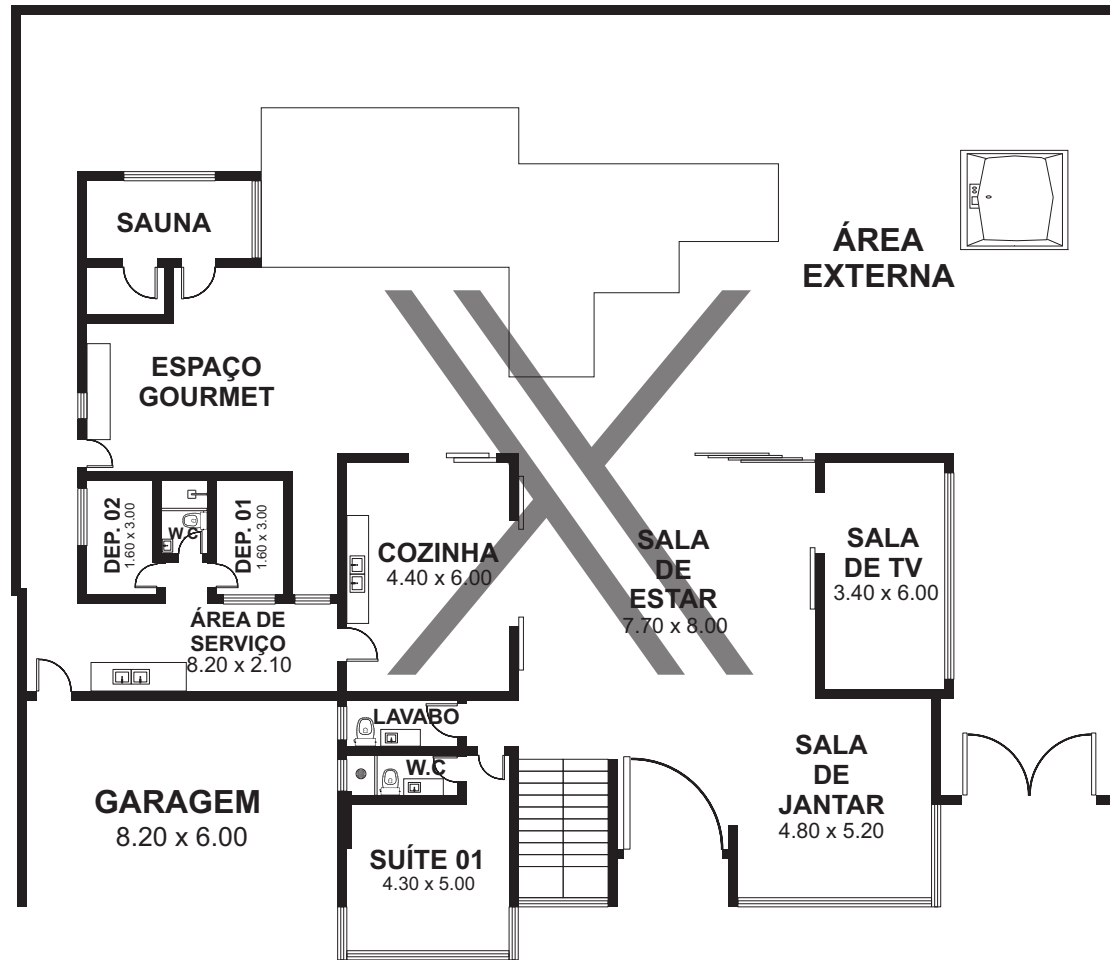 SAUNA
ÁREA
EXTERNA
ESPAÇO
GOURMET
DEP. 02
1.60 x 3.00
W.C
DEP. 01
1.60 x 3.00
COZINHA
4.40 x 6.00
SALA
DE
ESTAR
7.70 x 8.00
SALA
DE TV
3.40 x 6.00
ÁREA DE
SERVIÇO
8.20 x 2.10
LAVABO
W.C
GARAGEM
8.20 x 6.00
SUÍTE 01
4.30 x 5.00
SALA
DE
JANTAR
4.80 x 5.20